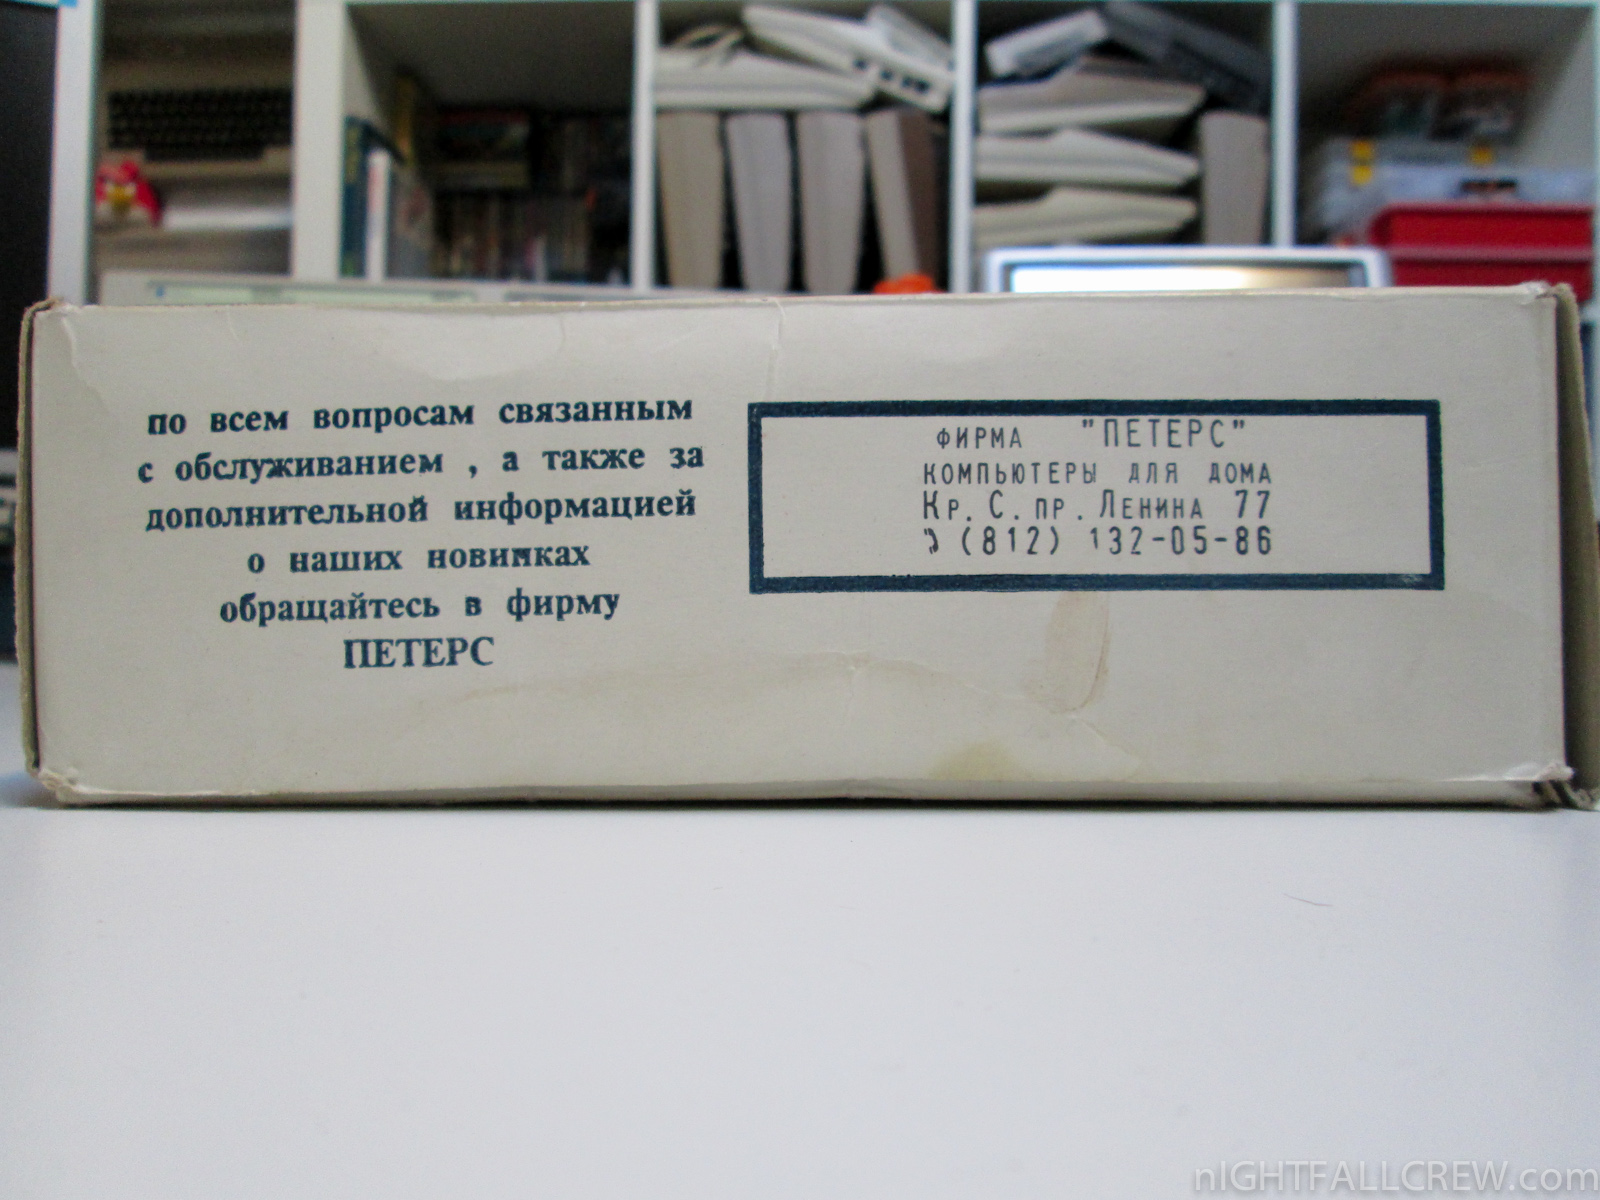 по всем вопросам связанным
с обслуживанием , а также за
дополнительной информацией
о наших новинках
обращайтесь в фирму
ПЕТЕРС
ФИРМА "ПЕТЕРС"
КОМПЬЮТЕРЫ ДЛЯ ДОМА
Кр. С. пр. Ленина 77
(812) 132-05-86
nIGHTFALLCREW.com